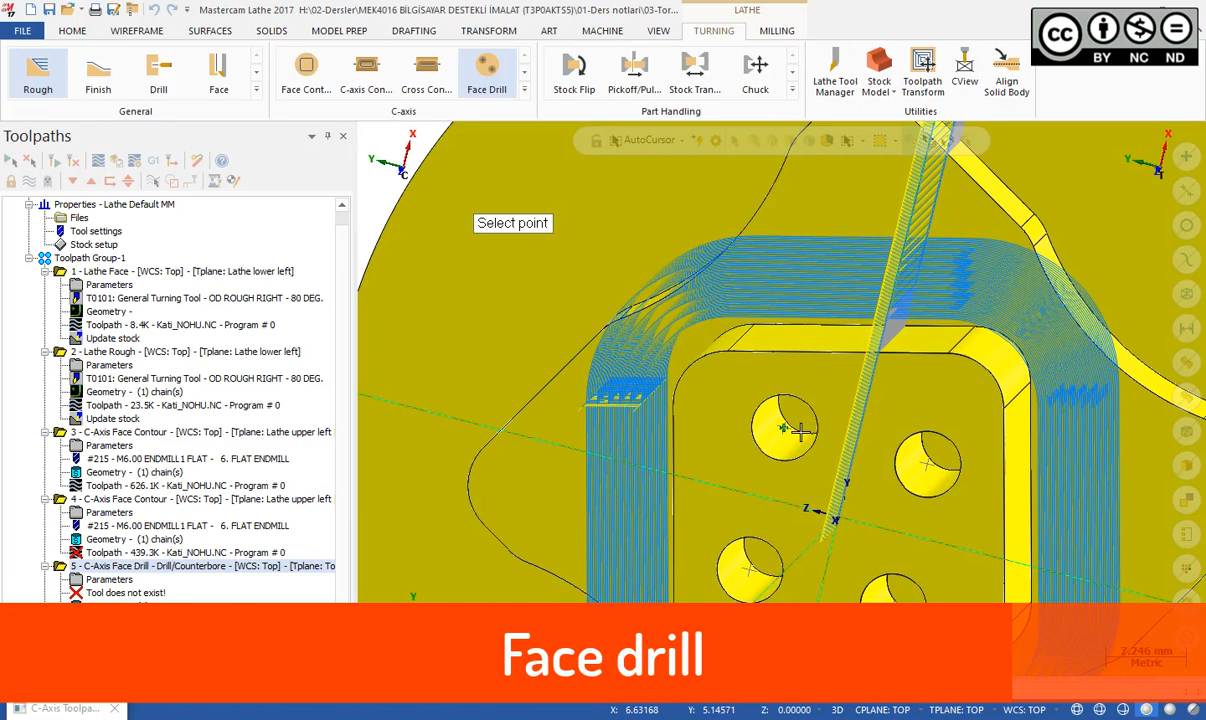 Mastercam Lathe 2017 - H:\02-Dersler\MEK4016 BİLGİSAYAR DESTEKLİ İMALAT (T3P0AKTS5)\01-Ders notları\03-Tor...
LATHE
17
FILE
HOME
WIREFRAME
SURFACES
SOLIDS
MODEL PREP
DRAFTING
TRANSFORM
ART
MACHINE
VIEW
TURNING
MILLING
cc
BY NC ND
Rough
Finish
Drill
Face
Face Cont...
C-axis Con...
Cross Con...
Face Drill
Stock Flip
Pickoff/Pul...
Stock Tran...
Chuck
Lathe Tool Manager
Stock Model
Toolpath Transform
CView
Align Solid Body
General
C-axis
Part Handling
Utilities
Toolpaths
G1
AutoCursor
X
Y
C
X
Y
Select point
Properties - Lathe Default MM
Files
Tool settings
Stock setup
Toolpath Group-1
1 - Lathe Face - [WCS: Top] - [Tplane: Lathe lower left]
Parameters
T0101: General Turning Tool - OD ROUGH RIGHT - 80 DEG.
Geometry -
Toolpath - 8.4K - Kati_NOHU.NC - Program # 0
Update stock
2 - Lathe Rough - [WCS: Top] - [Tplane: Lathe lower left]
Parameters
T0101: General Turning Tool - OD ROUGH RIGHT - 80 DEG.
Geometry - (1) chain(s)
Toolpath - 23.5K - Kati_NOHU.NC - Program # 0
Update stock
3 - C-Axis Face Contour - [WCS: Top] - [Tplane: Lathe upper left
Parameters
#215 - M6.00 ENDMILL1 FLAT - 6. FLAT ENDMILL
Geometry - (1) chain(s)
Toolpath - 626.1K - Kati_NOHU.NC - Program # 0
4 - C-Axis Face Contour - [WCS: Top] - [Tplane: Lathe upper left
Parameters
#215 - M6.00 ENDMILL1 FLAT - 6. FLAT ENDMILL
Geometry - (1) chain(s)
Toolpath - 439.3K - Kati_NOHU.NC - Program # 0
5 - C-Axis Face Drill - Drill/Counterbore - [WCS: Top] - [Tplane: To
Parameters
Tool does not exist!
Y
Z
X
Y
Face drill
7.246 mm
Metric
C-Axis Toolpa...
X: 6.63168
Y: 5.14571
Z: 0.00000
3D
CPLANE: TOP
TPLANE: TOP
WCS: TOP